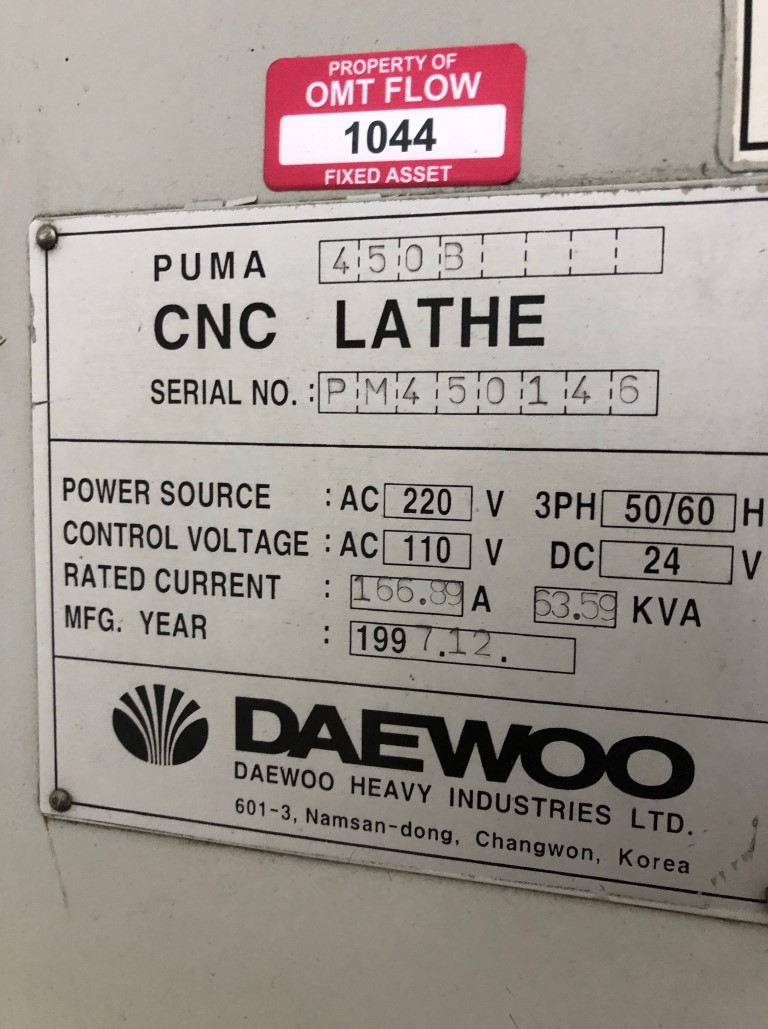 PROPERTY OF
OMT FLOW
1044
FIXED ASSET
PUMA 450B
CNC LATHE
SERIAL NO. : PM450146
POWER SOURCE : AC 220 V 3PH 50/60 H
CONTROL VOLTAGE : AC 110 V DC 24 V
RATED CURRENT : 166.89 A 63.59 KVA
MFG. YEAR : 1997.12.
DAEWOO
DAEWOO HEAVY INDUSTRIES LTD.
601-3, Namsan-dong, Changwon, Korea